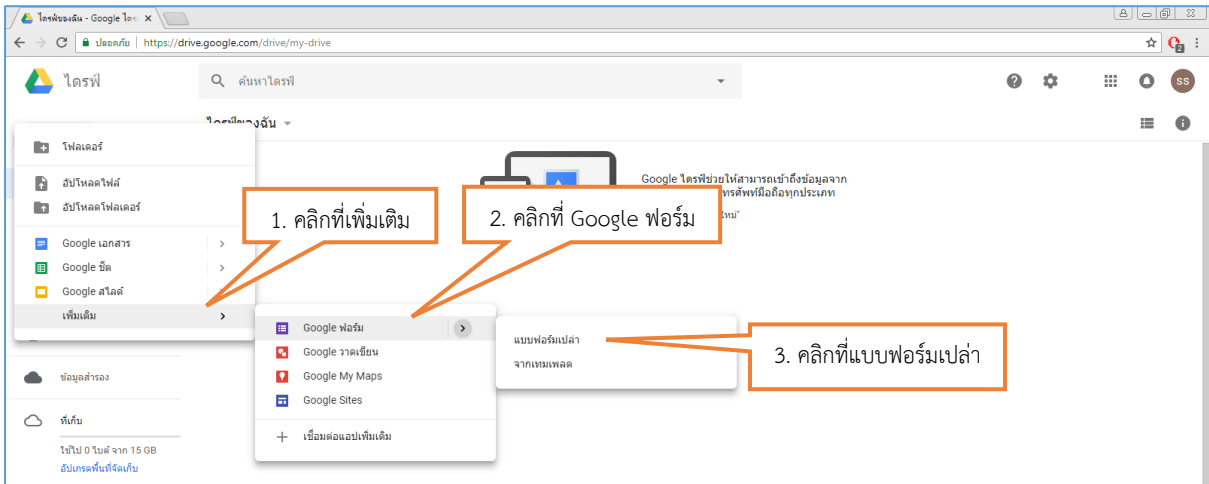 ไดรฟ์ของฉัน - Google ไดร
ปลอดภัย https://drive.google.com/drive/my-drive
2
ไดรฟ์
ค้นหาไดรฟ์
SS
ไดรฟ์ของฉัน
โฟลเดอร์
อัปโหลดไฟล์
อัปโหลดโฟลเดอร์
Google เอกสาร
Google ชีต
Google สไลด์
เพิ่มเติม
Google ไดรฟ์ช่วยให้สามารถเข้าถึงข้อมูลจาก
ทรศัพท์มือถือทุกประเภท
ใหม่"
1. คลิกที่เพิ่มเติม
2. คลิกที่ Google ฟอร์ม
Google ฟอร์ม
Google วาดเขียน
Google My Maps
Google Sites
เชื่อมต่อแอปเพิ่มเติม
แบบฟอร์มเปล่า
จากเทมเพลต
3. คลิกที่แบบฟอร์มเปล่า
ข้อมูลสำรอง
ที่เก็บ
ใช้ไป 0 ไบต์ จาก 15 GB
อัปเกรดพื้นที่จัดเก็บ